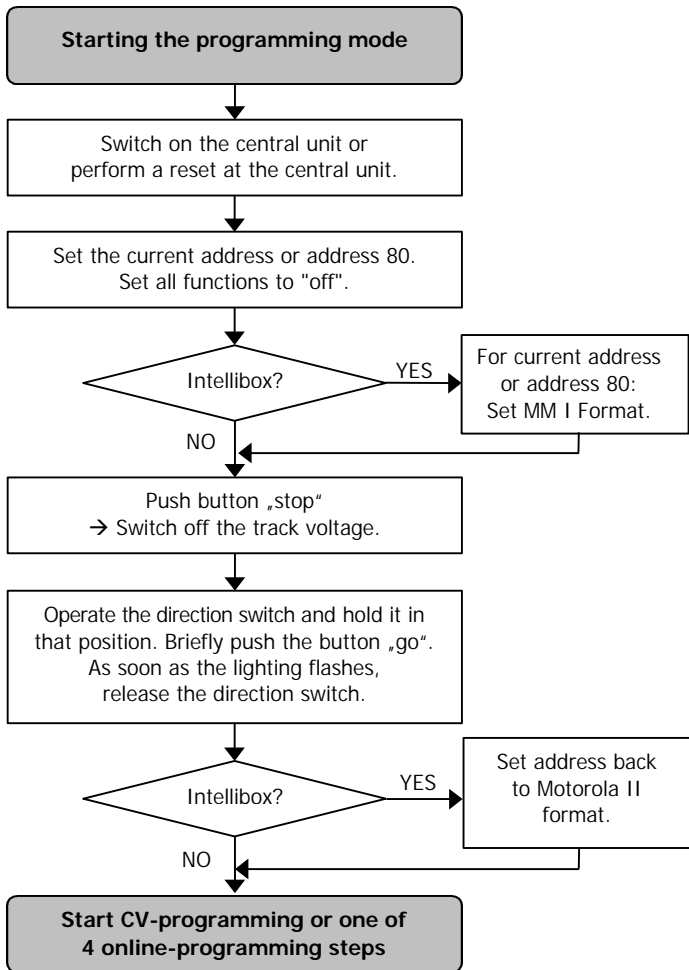 Starting the programming mode
Switch on the central unit or
perform a reset at the central unit.
Set the current address or address 80.
Set all functions to "off".
Intellibox?
YES
For current address
or address 80:
Set MM I Format.
NO
Push button „stop“
→ Switch off the track voltage.
Operate the direction switch and hold it in
that position. Briefly push the button „go“.
As soon as the lighting flashes,
release the direction switch.
Intellibox?
YES
Set address back
to Motorola II
format.
NO
Start CV-programming or one of
4 online-programming steps